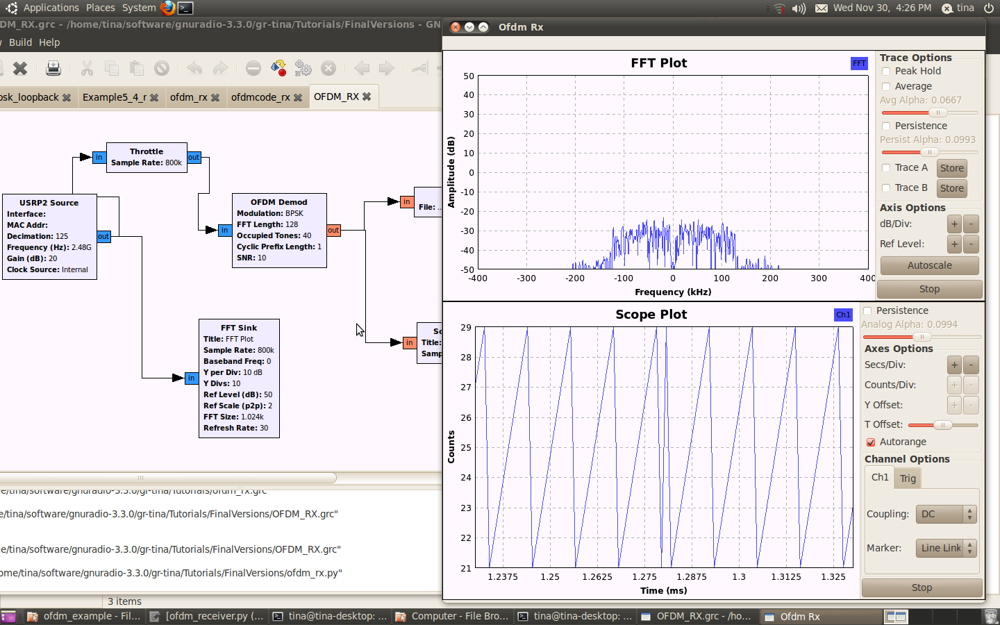 Applications Places System
Wed Nov 30, 4:26 PM tina
FDM_RX.grc - /home/tina/software/gnuradio-3.3.0/gr-tina/Tutorials/FinalVersions - GN
Build Help
psk_loopback
Example5_4_r
ofdm_rx
ofdmcode_rx
OFDM_RX
Throttle
Sample Rate: 800k
in
out
USRP2 Source
Interface:
MAC Addr:
Decimation: 125
Frequency (Hz): 2.48G
Gain (dB): 20
Clock Source: Internal
out
OFDM Demod
Modulation: BPSK
FFT Length: 128
Occupied Tones: 40
Cyclic Prefix Length: 1
SNR: 10
in
out
in
File: ...
FFT Sink
Title: FFT Plot
Sample Rate: 800k
Baseband Freq: 0
Y per Div: 10 dB
Y Divs: 10
Ref Level (dB): 50
Ref Scale (p2p): 2
FFT Size: 1.024k
Refresh Rate: 30
in
in
Sc
Title:
Samp
e/tina/software/gnuradio-3.3.0/gr-tina/Tutorials/ofdm_rx.grc
e/tina/software/gnuradio-3.3.0/gr-tina/Tutorials/FinalVersions/OFDM_RX.grc"
e/tina/software/gnuradio-3.3.0/gr-tina/Tutorials/FinalVersions/OFDM_RX.grc"
ome/tina/software/gnuradio-3.3.0/gr-tina/Tutorials/FinalVersions/ofdm_rx.py"
3 items
Ofdm Rx
FFT Plot
FFT
50
40
30
20
10
0
-10
-20
-30
-40
-50
Amplitude (dB)
-400 -300 -200 -100 0 100 200 300 400
Frequency (kHz)
Trace Options
Peak Hold
Average
Avg Alpha: 0.0667
Persistence
Persist Alpha: 0.0993
Trace A Store
Trace B Store
Axis Options
dB/Div: + -
Ref Level: + -
Autoscale
Stop
Scope Plot
Ch1
29
28
27
26
25
24
23
22
21
Counts
1.2375 1.25 1.2625 1.275 1.2875 1.3 1.3125 1.325
Time (ms)
Persistence
Analog Alpha: 0.0994
Axes Options
Secs/Div: + -
Counts/Div: + -
Y Offset: + -
T Offset:
Autorange
Channel Options
Ch1 Trig
Coupling: DC
Marker: Line Link
Stop
ofdm_example - Fil...
[ofdm_receiver.py (...
tina@tina-desktop: ...
Computer - File Bro...
tina@tina-desktop: ...
OFDM_RX.grc - /ho...
Ofdm Rx